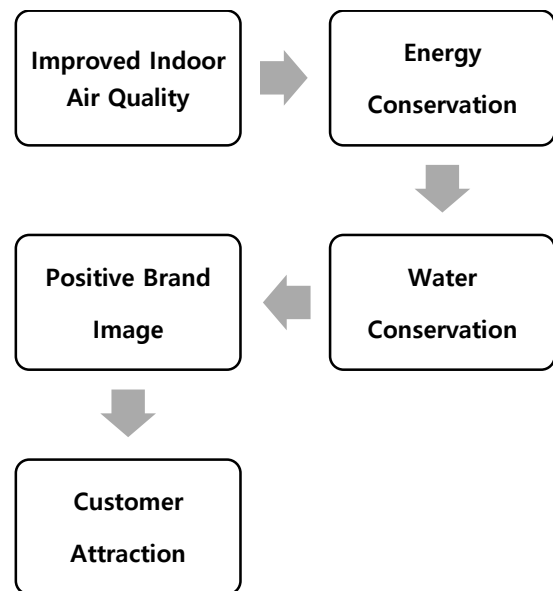 Improved Indoor
Air Quality
Energy
Conservation
Water
Conservation
Positive Brand
Image
Customer
Attraction